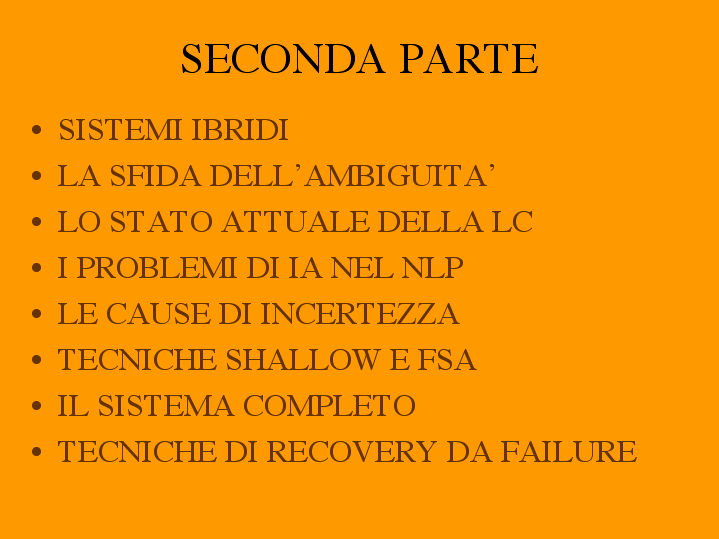 SECONDA PARTE
• SISTEMI IBRIDI
• LA SFIDA DELL’AMBIGUITA’
• LO STATO ATTUALE DELLA LC
• I PROBLEMI DI IA NEL NLP
• LE CAUSE DI INCERTEZZA
• TECNICHE SHALLOW E FSA
• IL SISTEMA COMPLETO
• TECNICHE DI RECOVERY DA FAILURE